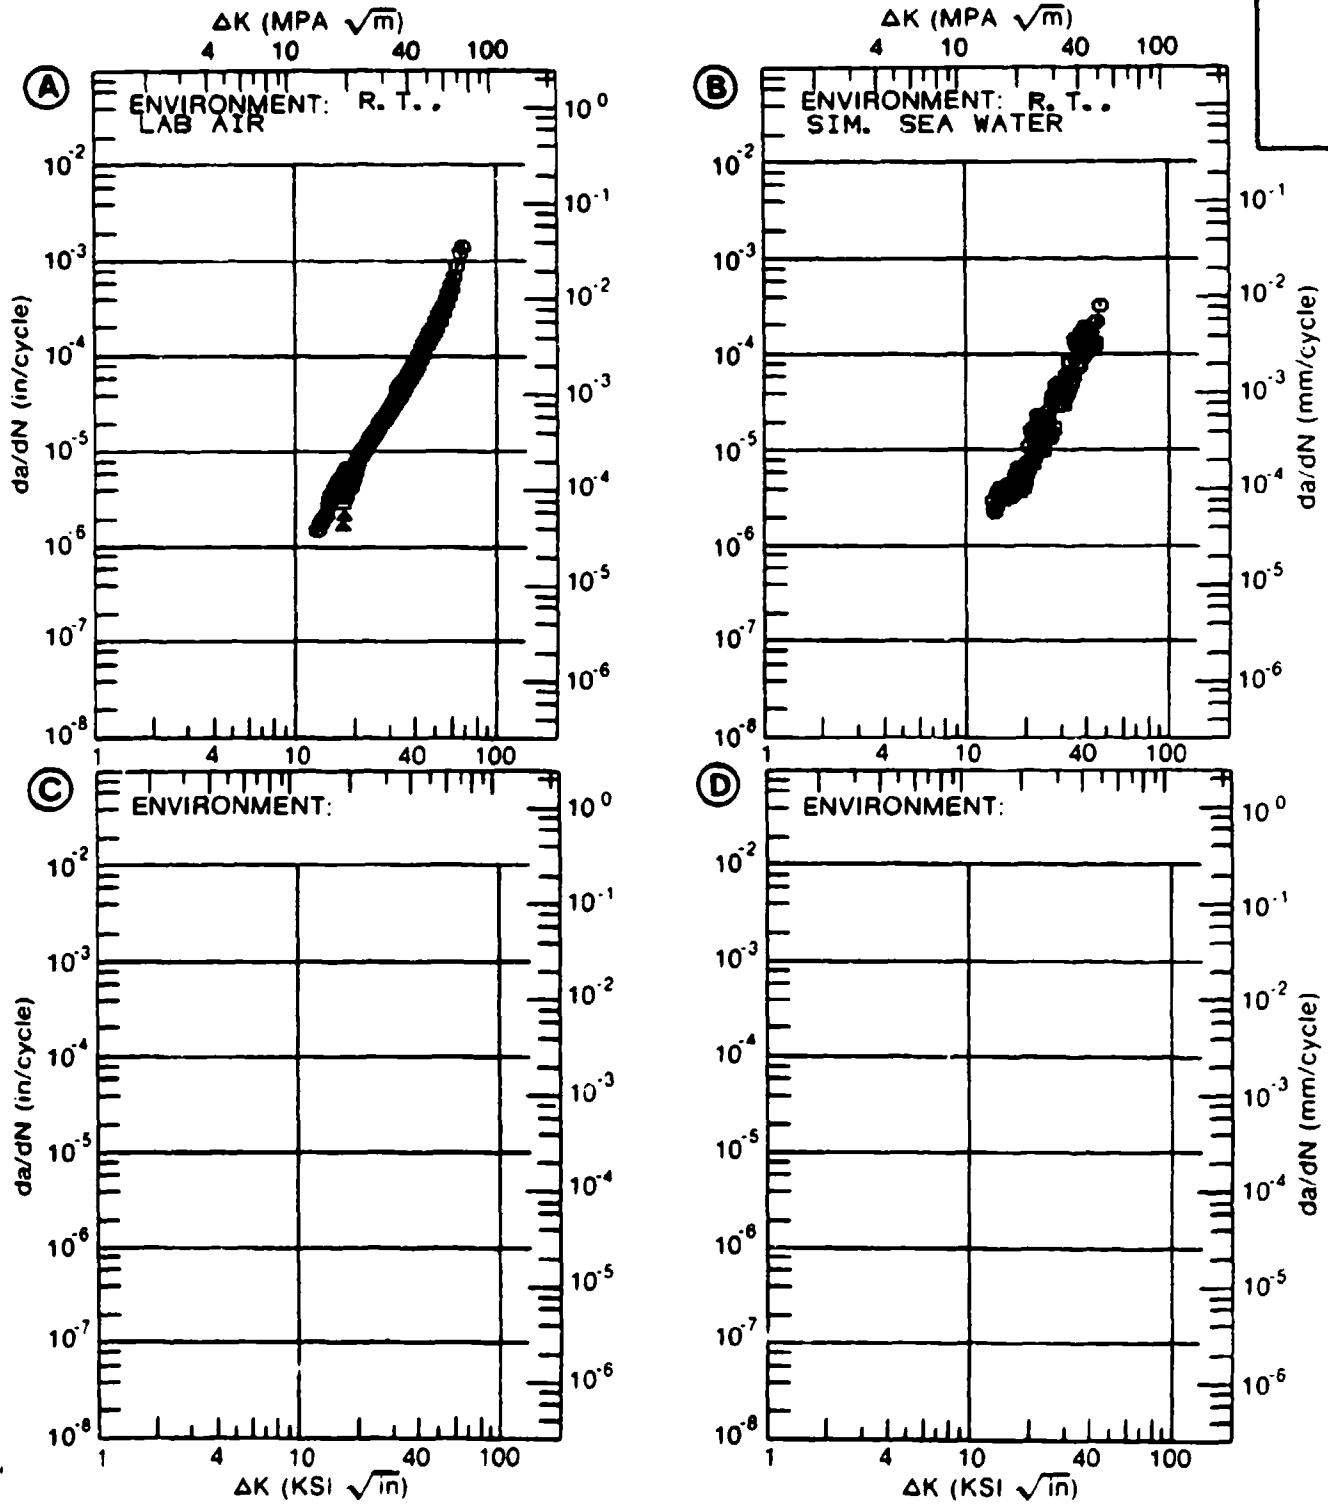 ΔK (MPA √m)
4 10 40 100
A
ENVIRONMENT: R. T..
LAB AIR
10⁰
10⁻²
10⁻¹
10⁻³
10⁻²
10⁻⁴
10⁻³
10⁻⁵
10⁻⁴
10⁻⁶
10⁻⁵
10⁻⁷
10⁻⁶
10⁻⁸
1 4 10 40 100
da/dN (in/cycle)
ΔK (MPA √m)
4 10 40 100
B
ENVIRONMENT: R. T..
SIM. SEA WATER
10⁻²
10⁻¹
10⁻³
10⁻²
10⁻⁴
10⁻³
10⁻⁵
10⁻⁴
10⁻⁶
10⁻⁵
10⁻⁷
10⁻⁶
10⁻⁸
1 4 10 40 100
da/dN (mm/cycle)
C
ENVIRONMENT:
10⁰
10⁻²
10⁻¹
10⁻³
10⁻²
10⁻⁴
10⁻³
10⁻⁵
10⁻⁴
10⁻⁶
10⁻⁵
10⁻⁷
10⁻⁶
10⁻⁸
1 4 10 40 100
da/dN (in/cycle)
ΔK (KSI √in)
D
ENVIRONMENT:
10⁰
10⁻²
10⁻¹
10⁻³
10⁻²
10⁻⁴
10⁻³
10⁻⁵
10⁻⁴
10⁻⁶
10⁻⁵
10⁻⁷
10⁻⁶
10⁻⁸
1 4 10 40 100
da/dN (mm/cycle)
ΔK (KSI √in)